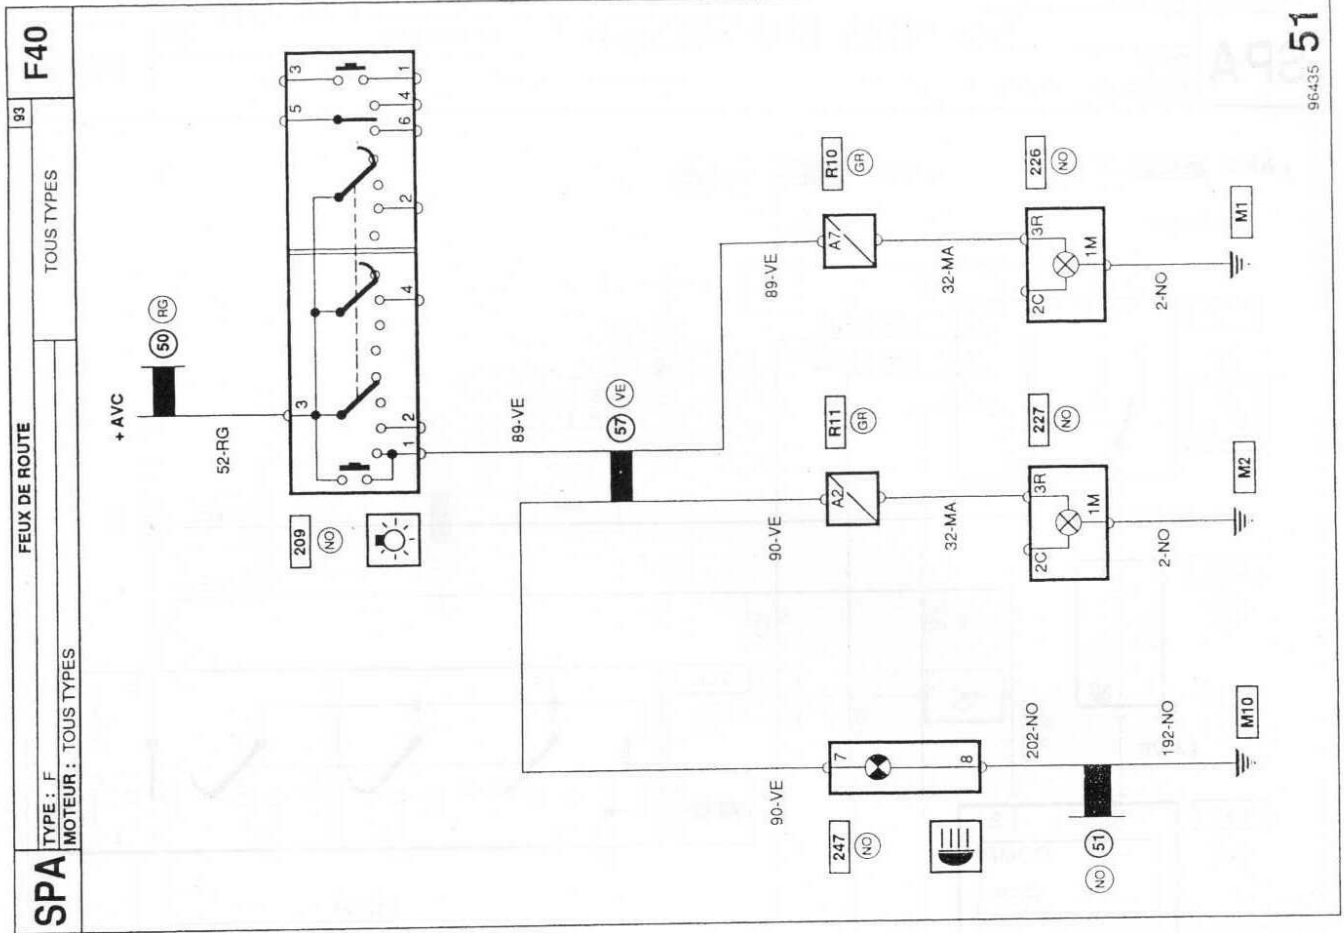 SPA
TYPE : F
MOTEUR : TOUS TYPES
FEUX DE ROUTE
93
TOUS TYPES
F40
+ AVC
50
RG
52-RG
209
NO
3
1
2
4
2
5
6
4
3
1
89-VE
57
VE
90-VE
90-VE
89-VE
247
NO
7
8
R11
GR
A2
R10
GR
A7
32-MA
32-MA
227
NO
2C
3R
1M
226
NO
2C
3R
1M
202-NO
NO
51
192-NO
2-NO
2-NO
M10
M2
M1
96435
51